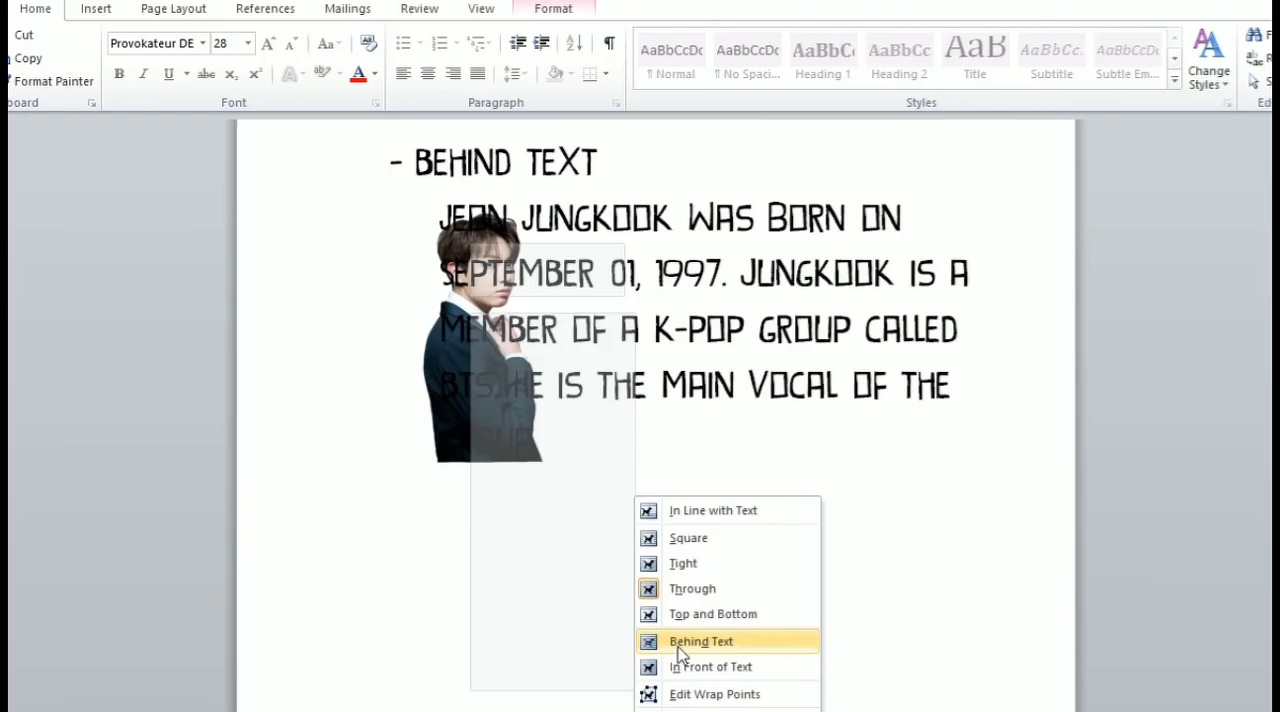 Home Insert Page Layout References Mailings Review View Format
Cut
Copy
Format Painter
board
Provokateur DE 28
Font
Paragraph
AaBbCcDc AaBbCcDc AaBbC AaBbCc AaB AaBbCc. AaBbCcDc
¶ Normal ¶ No Spaci... Heading 1 Heading 2 Title Subtitle Subtle Em...
Change
Styles
Styles
- BEHIND TEXT
JEON JUNGKOOK WAS BORN ON
SEPTEMBER 01, 1997. JUNGKOOK IS A
MEMBER OF A K-POP GROUP CALLED
BTS. HE IS THE MAIN VOCAL OF THE
In Line with Text
Square
Tight
Through
Top and Bottom
Behind Text
In Front of Text
Edit Wrap Points